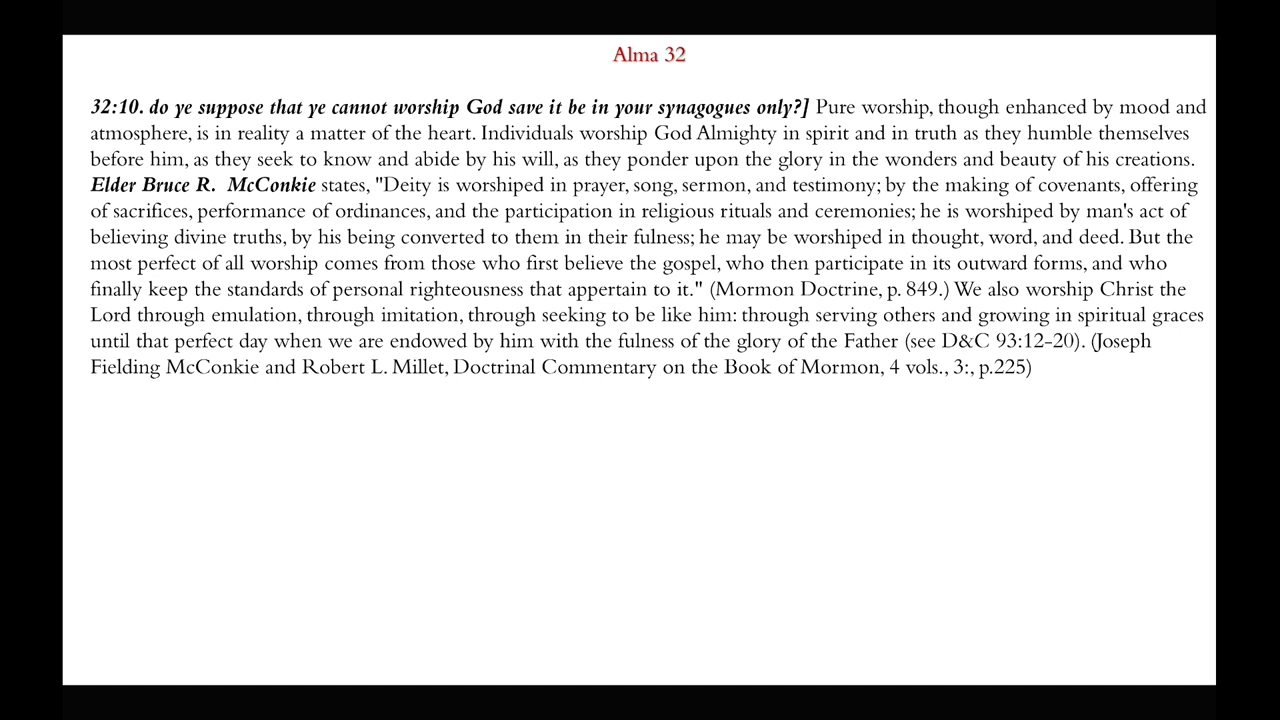 Alma 32
32:10. do ye suppose that ye cannot worship God save it be in your synagogues only?] Pure worship, though enhanced by mood and
atmosphere, is in reality a matter of the heart. Individuals worship God Almighty in spirit and in truth as they humble themselves
before him, as they seek to know and abide by his will, as they ponder upon the glory in the wonders and beauty of his creations.
Elder Bruce R. McConkie states, "Deity is worshiped in prayer, song, sermon, and testimony; by the making of covenants, offering
of sacrifices, performance of ordinances, and the participation in religious rituals and ceremonies; he is worshiped by man's act of
believing divine truths, by his being converted to them in their fulness; he may be worshiped in thought, word, and deed. But the
most perfect of all worship comes from those who first believe the gospel, who then participate in its outward forms, and who
finally keep the standards of personal righteousness that appertain to it." (Mormon Doctrine, p. 849.) We also worship Christ the
Lord through emulation, through imitation, through seeking to be like him: through serving others and growing in spiritual graces
until that perfect day when we are endowed by him with the fulness of the glory of the Father (see D&C 93:12-20). (Joseph
Fielding McConkie and Robert L. Millet, Doctrinal Commentary on the Book of Mormon, 4 vols., 3:, p.225)